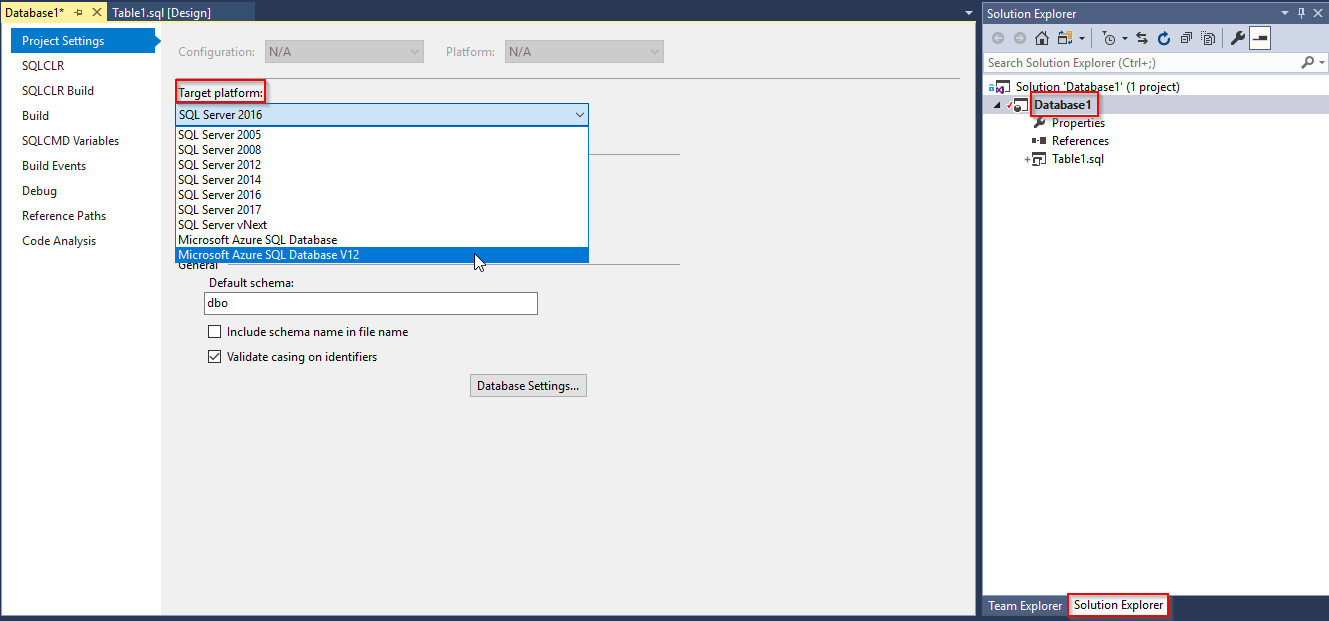 Database1*
Table1.sql [Design]
Project Settings
SQLCLR
SQLCLR Build
Build
SQLCMD Variables
Build Events
Debug
Reference Paths
Code Analysis
Configuration: N/A
Platform: N/A
Target platform:
SQL Server 2016
SQL Server 2005
SQL Server 2008
SQL Server 2012
SQL Server 2014
SQL Server 2016
SQL Server 2017
SQL Server vNext
Microsoft Azure SQL Database
Microsoft Azure SQL Database V12
General
Default schema:
dbo
Include schema name in file name
Validate casing on identifiers
Database Settings...
Solution Explorer
Search Solution Explorer (Ctrl+;)
Solution 'Database1' (1 project)
Database1
Properties
References
Table1.sql
Team Explorer
Solution Explorer